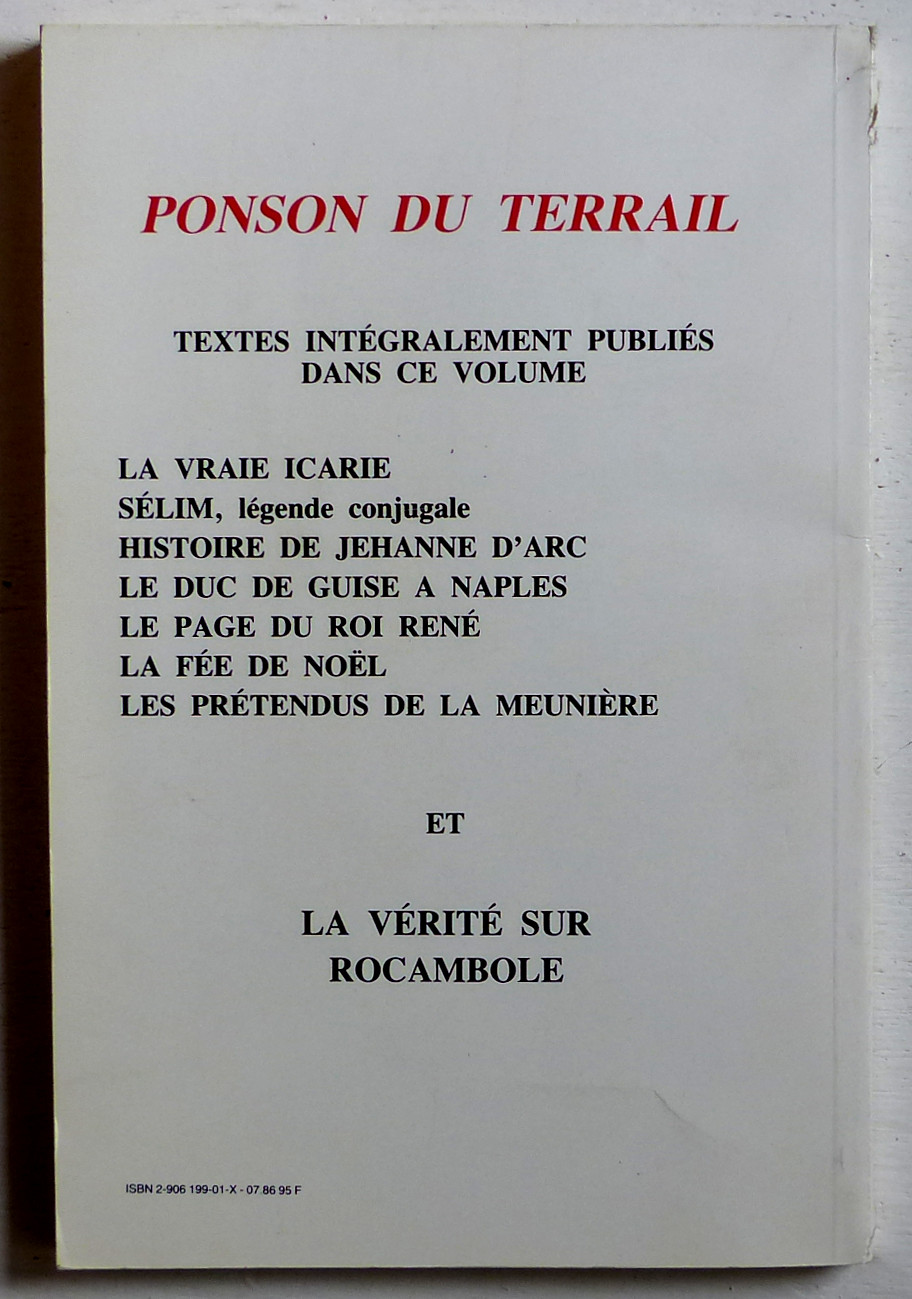 PONSON DU TERRAIL
TEXTES INTÉGRALEMENT PUBLIÉS
DANS CE VOLUME
LA VRAIE ICARIE
SÉLIM, légende conjugale
HISTOIRE DE JEHANNE D'ARC
LE DUC DE GUISE A NAPLES
LE PAGE DU ROI RENÉ
LA FÉE DE NOËL
LES PRÉTENDUS DE LA MEUNIÈRE
ET
LA VÉRITÉ SUR
ROCAMBOLE
ISBN 2-906 199-01-X - 07 86 95 F